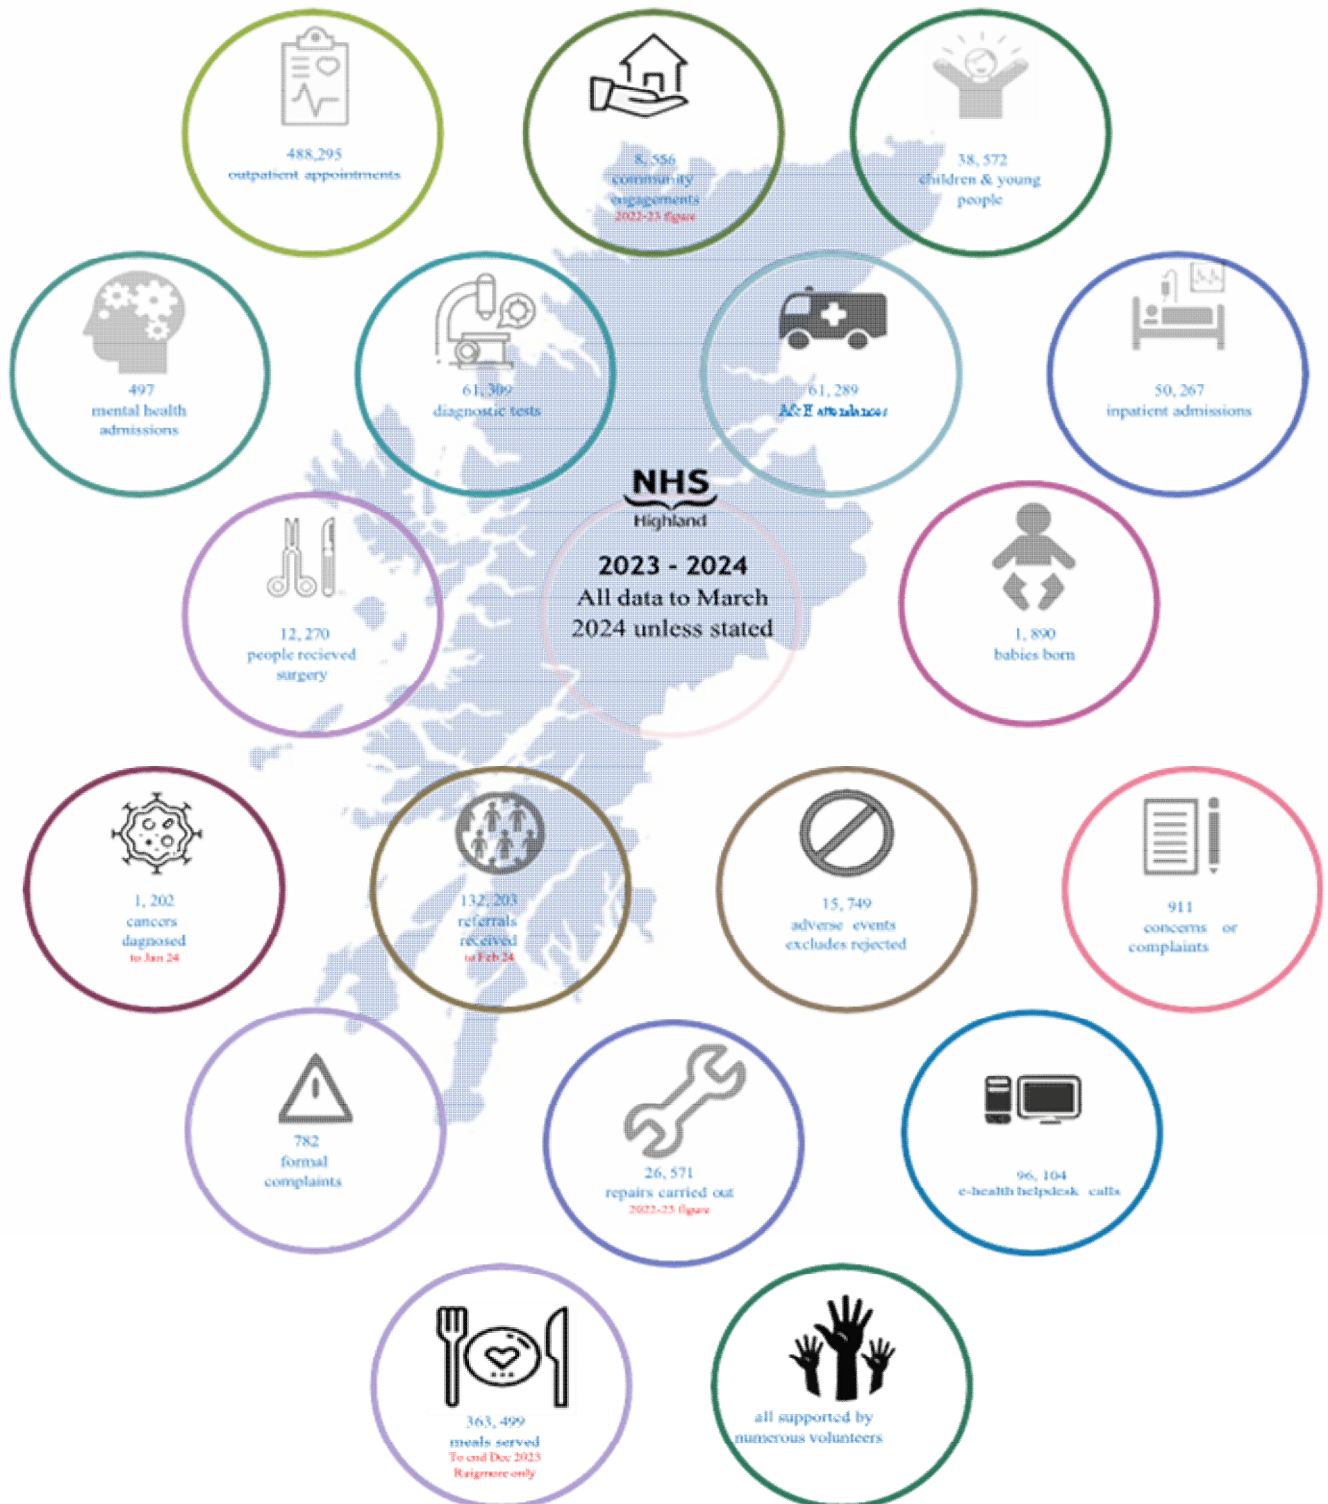 488,295
outpatient appointments
8, 556
community
engagements
2022-23 figure
38, 572
children & young
people
497
mental health
admissions
61, 309
diagnostic tests
61, 289
A&E attendances
50, 267
inpatient admissions
NHS
Highland
2023 - 2024
All data to March
2024 unless stated
12, 270
people recieved
surgery
1, 890
babies born
1, 202
cancers
dagnosed
to Jan 24
132, 203
referrals
received
to Feb 24
15, 749
adverse events
excludes rejected
911
concerns or
complaints
782
formal
complaints
26, 571
repairs carried out
2022-23 figure
96, 104
e-health helpdesk calls
363, 499
meals served
To end Dec 2023
Raigmore only
all supported by
numerous volunteers